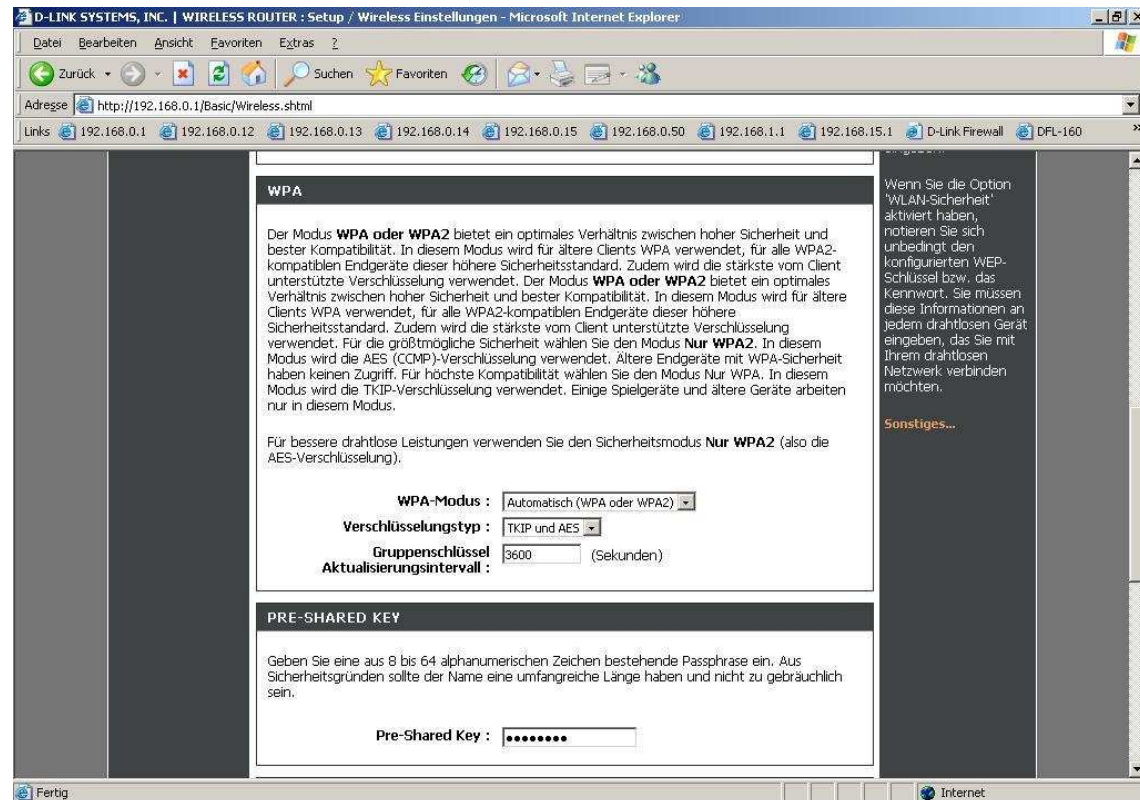 D-LINK SYSTEMS, INC. | WIRELESS ROUTER : Setup / Wireless Einstellungen - Microsoft Internet Explorer
Datei Bearbeiten Ansicht Favoriten Extras ?
Zurück Suchen Favoriten
Adresse http://192.168.0.1/Basic/Wireless.shtml
Links 192.168.0.1 192.168.0.12 192.168.0.13 192.168.0.14 192.168.0.15 192.168.0.50 192.168.1.1 192.168.15.1 D-Link Firewall DFL-160 »
WPA
Der Modus WPA oder WPA2 bietet ein optimales Verhältnis zwischen hoher Sicherheit und
bester Kompatibilität. In diesem Modus wird für ältere Clients WPA verwendet, für alle WPA2-
kompatiblen Endgeräte dieser höhere Sicherheitsstandard. Zudem wird die stärkste vom Client
unterstützte Verschlüsselung verwendet. Der Modus WPA oder WPA2 bietet ein optimales
Verhältnis zwischen hoher Sicherheit und bester Kompatibilität. In diesem Modus wird für ältere
Clients WPA verwendet, für alle WPA2-kompatiblen Endgeräte dieser höhere
Sicherheitsstandard. Zudem wird die stärkste vom Client unterstützte Verschlüsselung
verwendet. Für die größtmögliche Sicherheit wählen Sie den Modus Nur WPA2. In diesem
Modus wird die AES (CCMP)-Verschlüsselung verwendet. Ältere Endgeräte mit WPA-Sicherheit
haben keinen Zugriff. Für höchste Kompatibilität wählen Sie den Modus Nur WPA. In diesem
Modus wird die TKIP-Verschlüsselung verwendet. Einige Spielgeräte und ältere Geräte arbeiten
nur in diesem Modus.
Für bessere drahtlose Leistungen verwenden Sie den Sicherheitsmodus Nur WPA2 (also die
AES-Verschlüsselung).
WPA-Modus : Automatisch (WPA oder WPA2)
Verschlüsselungstyp : TKIP und AES
Gruppenschlüssel
Aktualisierungsintervall : 3600 (Sekunden)
PRE-SHARED KEY
Geben Sie eine aus 8 bis 64 alphanumerischen Zeichen bestehende Passphrase ein. Aus
Sicherheitsgründen sollte der Name eine umfangreiche Länge haben und nicht zu gebräuchlich
sein.
Pre-Shared Key : ●●●●●●●●
Wenn Sie die Option
'WLAN-Sicherheit'
aktiviert haben,
notieren Sie sich
unbedingt den
konfigurierten WEP-
Schlüssel bzw. das
Kennwort. Sie müssen
diese Informationen an
jedem drahtlosen Gerät
eingeben, das Sie mit
Ihrem drahtlosen
Netzwerk verbinden
möchten.
Sonstiges...
Fertig
Internet